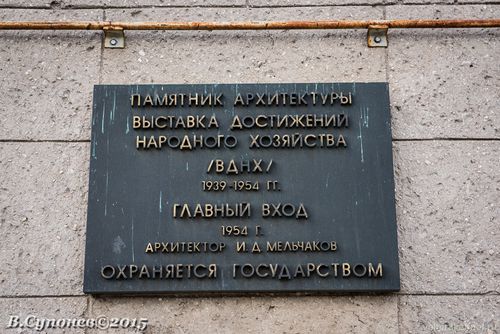 ПАМЯТНИК АРХИТЕКТУРЫ
ВЫСТАВКА ДОСТИЖЕНИЙ
НАРОДНОГО ХОЗЯЙСТВА
/ВДНХ/
1939-1954 ГГ.
ГЛАВНЫЙ ВХОД
1954 Г.
АРХИТЕКТОР И.Д.МЕЛЬЧАКОВ
ОХРАНЯЕТСЯ ГОСУДАРСТВОМ
В.Супонев©2015